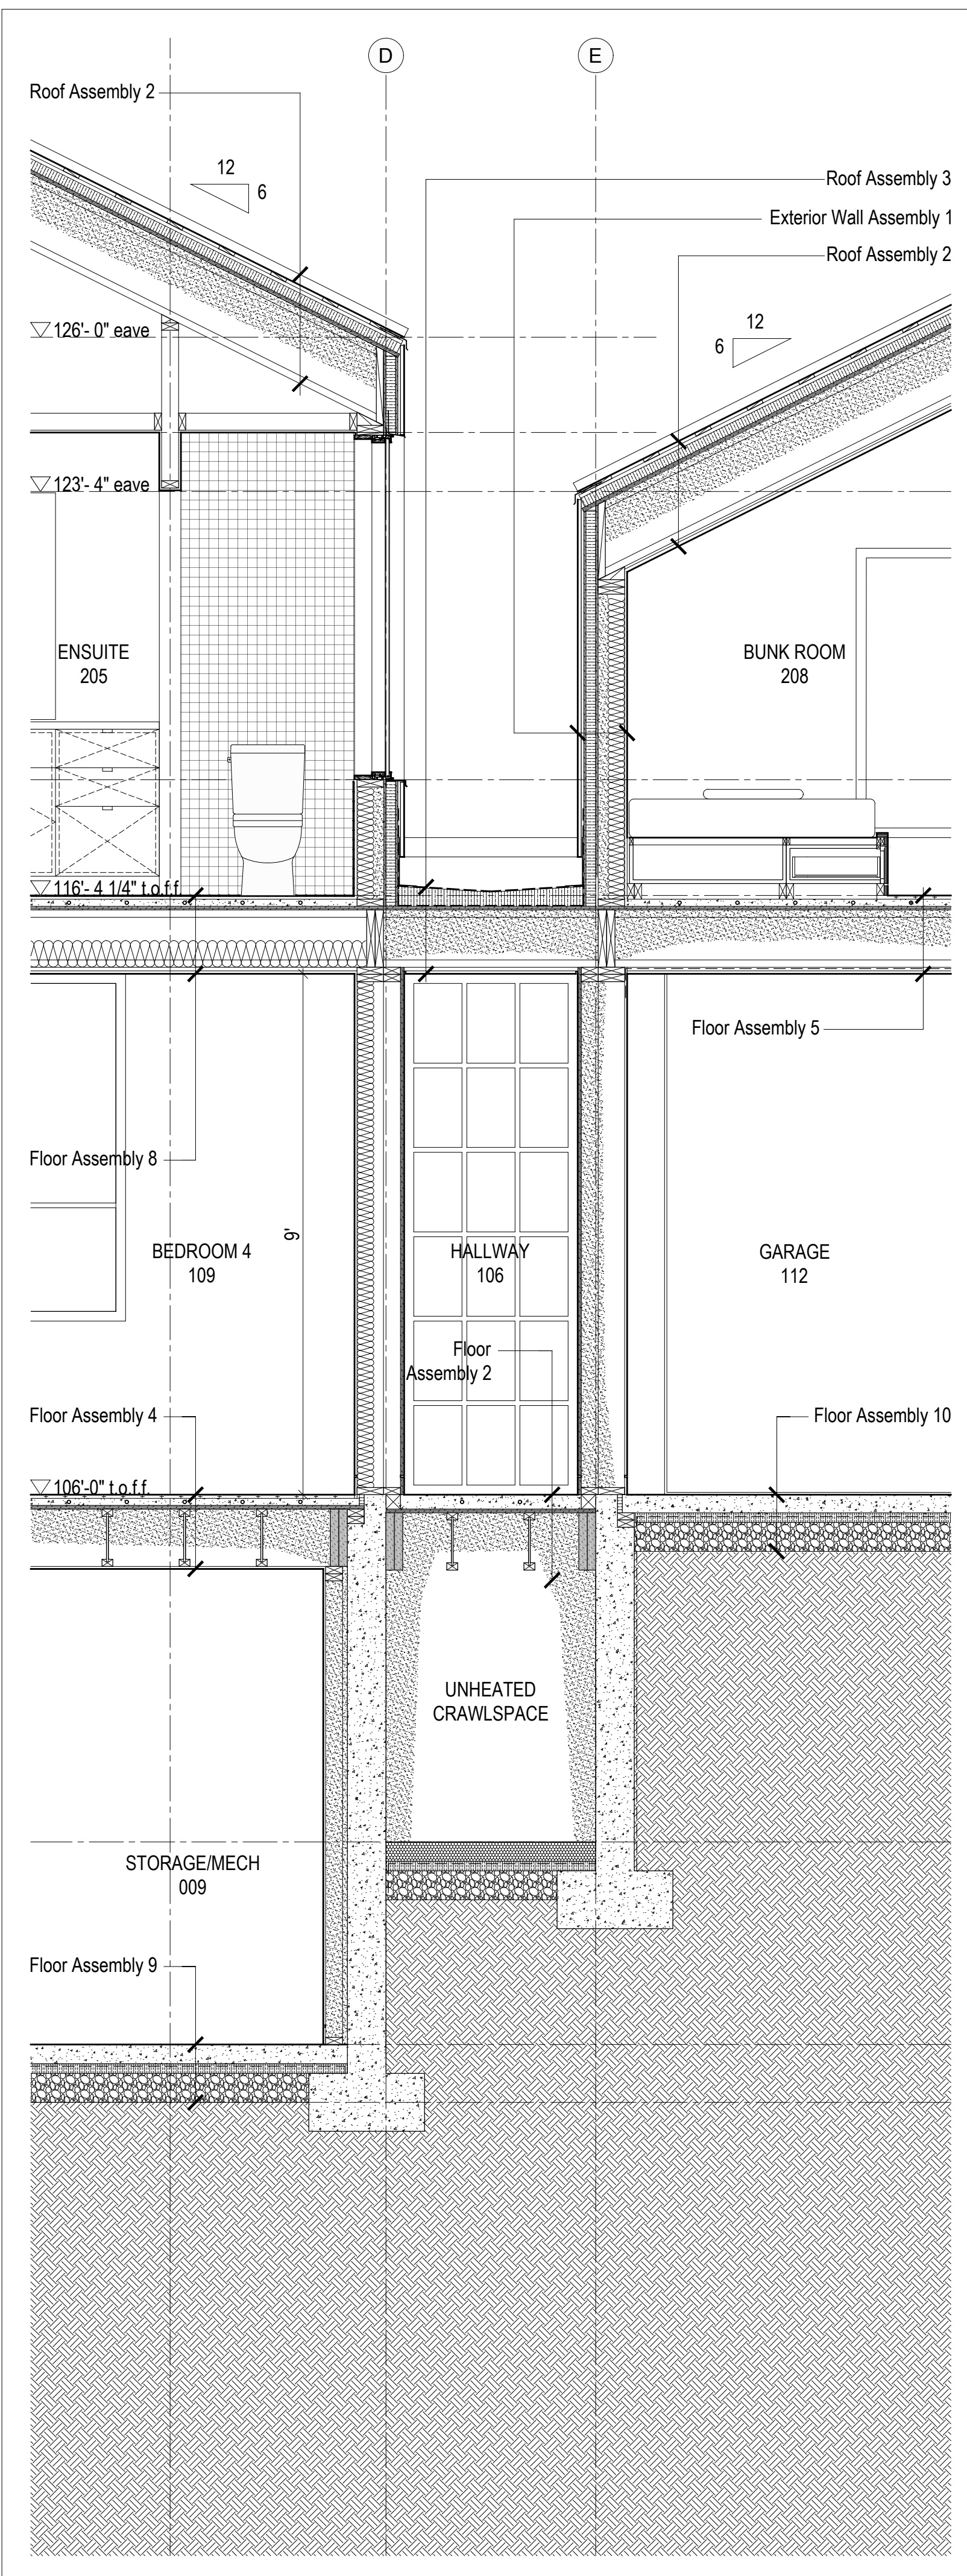 D
E
Roof Assembly 2
12
6
Roof Assembly 3
Exterior Wall Assembly 1
Roof Assembly 2
12
6
126'- 0" eave
123'- 4" eave
ENSUITE
205
BUNK ROOM
208
116'- 4 1/4" t.o.f.f.
Floor Assembly 5
Floor Assembly 8
9'
BEDROOM 4
109
HALLWAY
106
GARAGE
112
Floor
Assembly 2
Floor Assembly 4
Floor Assembly 10
106'-0" t.o.f.f.
UNHEATED
CRAWLSPACE
STORAGE/MECH
009
Floor Assembly 9